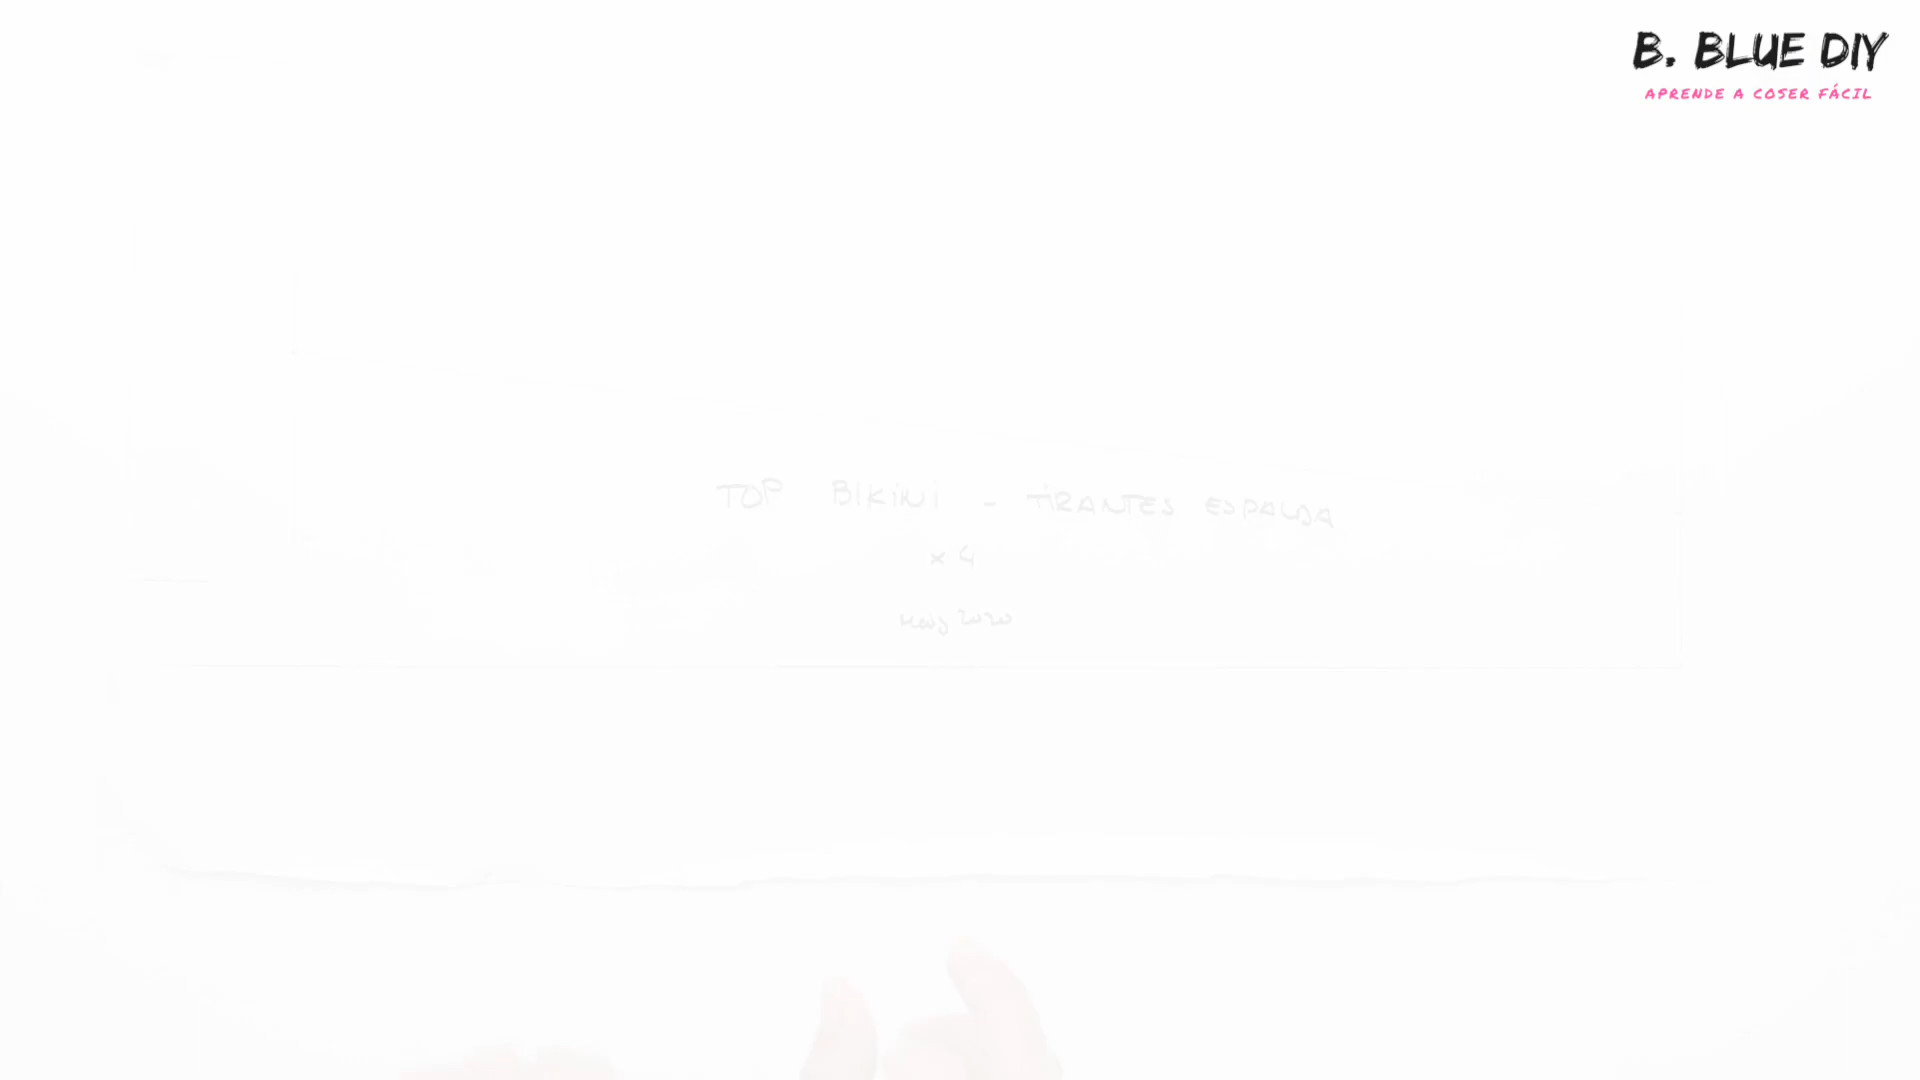 B. BLUE DIY
APRENDE A COSER FÁCIL
TOP BIKINI - TIRANTES ESPALDA
x 4